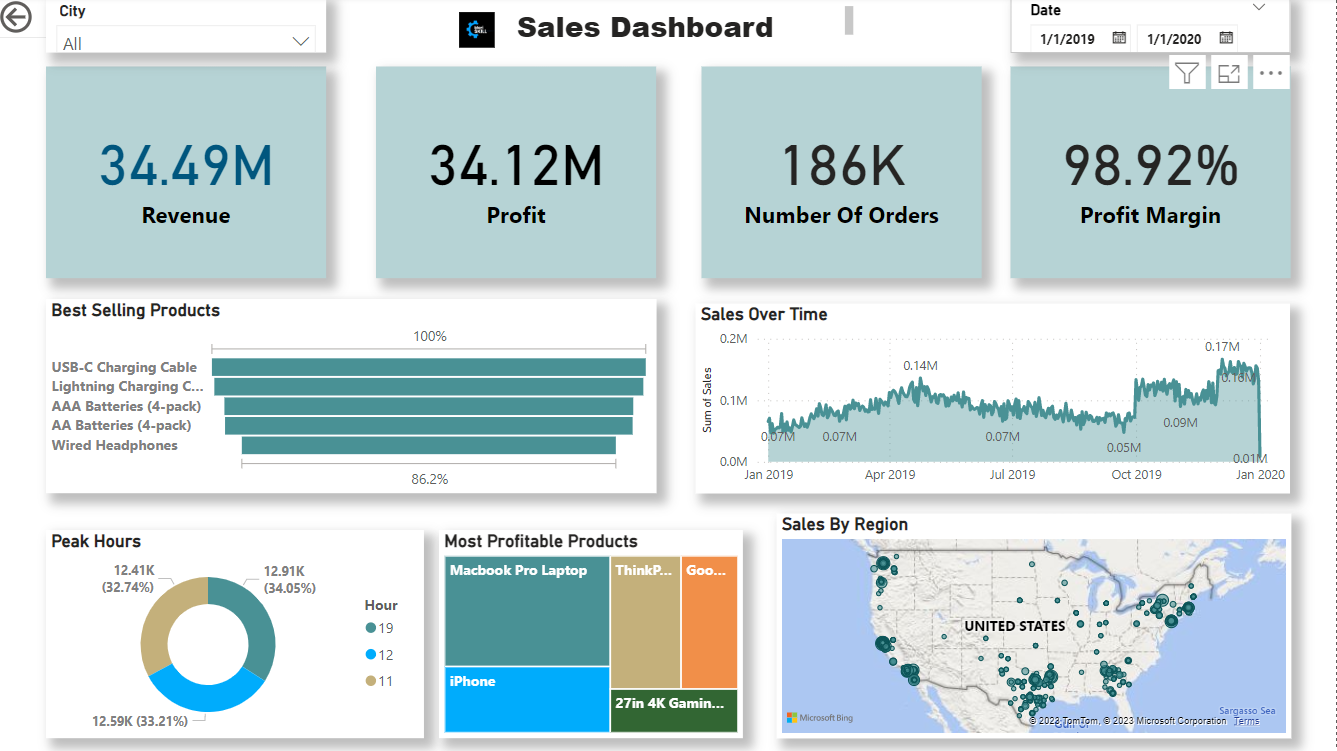 City
All
SKILL
Sales Dashboard
Date
1/1/2019
1/1/2020
34.49M
Revenue
34.12M
Profit
186K
Number Of Orders
98.92%
Profit Margin
Best Selling Products
100%
USB-C Charging Cable
Lightning Charging C...
AAA Batteries (4-pack)
AA Batteries (4-pack)
Wired Headphones
86.2%
Sales Over Time
Sum of Sales
0.2M
0.1M
0.0M
0.07M
0.07M
0.14M
0.07M
0.05M
0.09M
0.17M
0.16M
0.01M
Jan 2019
Apr 2019
Jul 2019
Oct 2019
Jan 2020
Peak Hours
12.41K
(32.74%)
12.91K
(34.05%)
12.59K (33.21%)
Hour
19
12
11
Most Profitable Products
Macbook Pro Laptop
iPhone
ThinkP...
Goo...
27in 4K Gamin...
Sales By Region
UNITED STATES
Sargasso Sea
Gulf of
Microsoft Bing
© 2023 TomTom, © 2023 Microsoft Corporation Terms